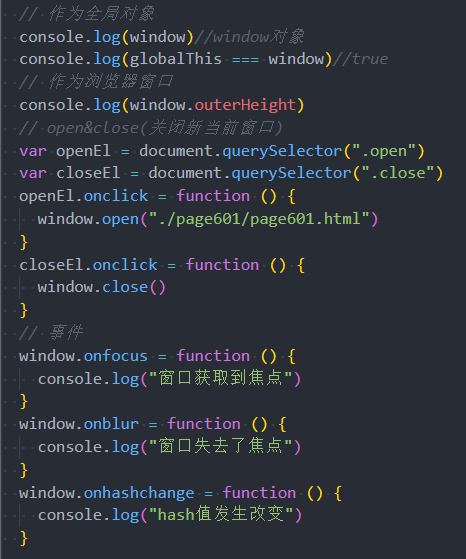 // 作为全局对象
console.log(window)//window对象
console.log(globalThis === window)//true
// 作为浏览器窗口
console.log(window.outerHeight)
// open&close(关闭新当前窗口)
var openEl = document.querySelector(".open")
var closeEl = document.querySelector(".close")
openEl.onclick = function () {
  window.open("./page601/page601.html")
}
closeEl.onclick = function () {
  window.close()
}
// 事件
window.onfocus = function () {
  console.log("窗口获取到焦点")
}
window.onblur = function () {
  console.log("窗口失去了焦点")
}
window.onhashchange = function () {
  console.log("hash值发生改变")
}